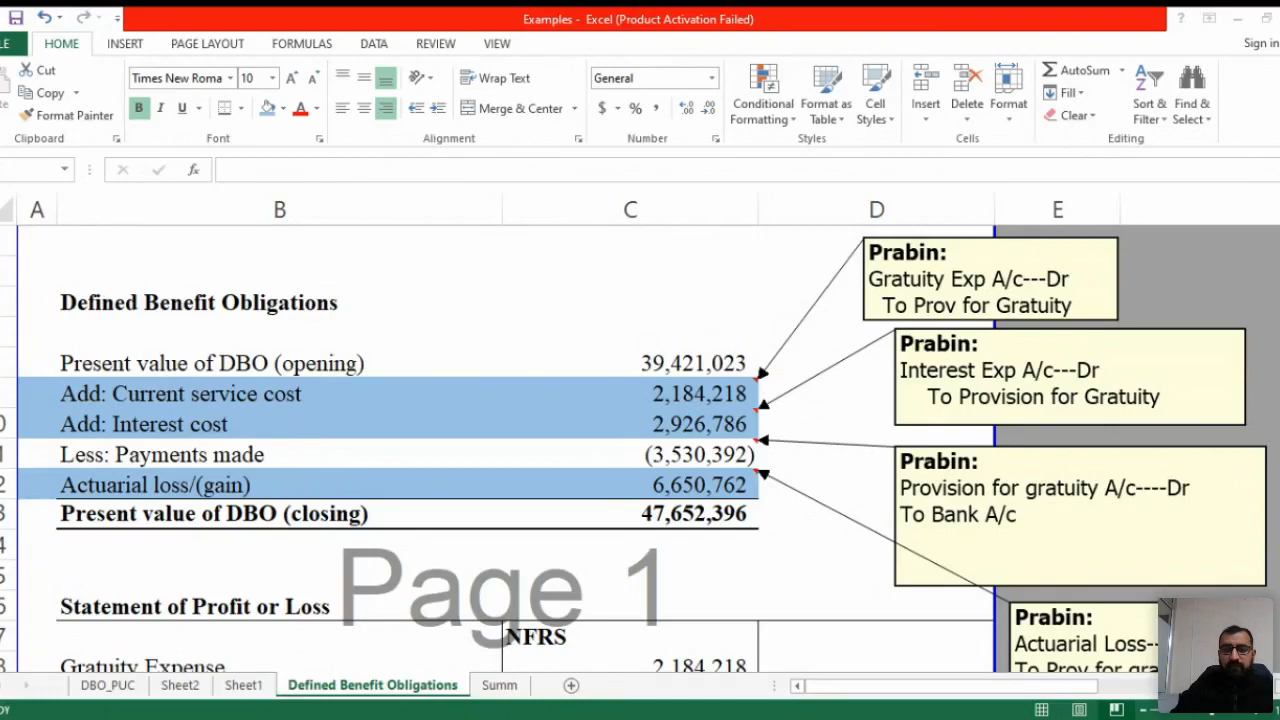 Examples - Excel (Product Activation Failed)
HOME INSERT PAGE LAYOUT FORMULAS DATA REVIEW VIEW Sign in
Cut
Copy
Format Painter
Clipboard
Times New Roma 10
B I U
Font
Wrap Text
Merge & Center
Alignment
General
$ % ,
Number
Conditional Formatting
Format as Table
Cell Styles
Styles
Insert
Delete
Format
Cells
AutoSum
Fill
Clear
Sort & Filter
Find & Select
Editing
fx
A B C D E
Defined Benefit Obligations
Present value of DBO (opening) 39,421,023
Add: Current service cost 2,184,218
Add: Interest cost 2,926,786
Less: Payments made (3,530,392)
Actuarial loss/(gain) 6,650,762
Present value of DBO (closing) 47,652,396
Prabin:
Gratuity Exp A/c---Dr
To Prov for Gratuity
Prabin:
Interest Exp A/c---Dr
To Provision for Gratuity
Prabin:
Provision for gratuity A/c----Dr
To Bank A/c
Prabin:
Actuarial Loss--
To Prov for gra
Page 1
Statement of Profit or Loss
NFRS
Gratuity Expense 2,184,218
DBO_PUC Sheet2 Sheet1 Defined Benefit Obligations Summ